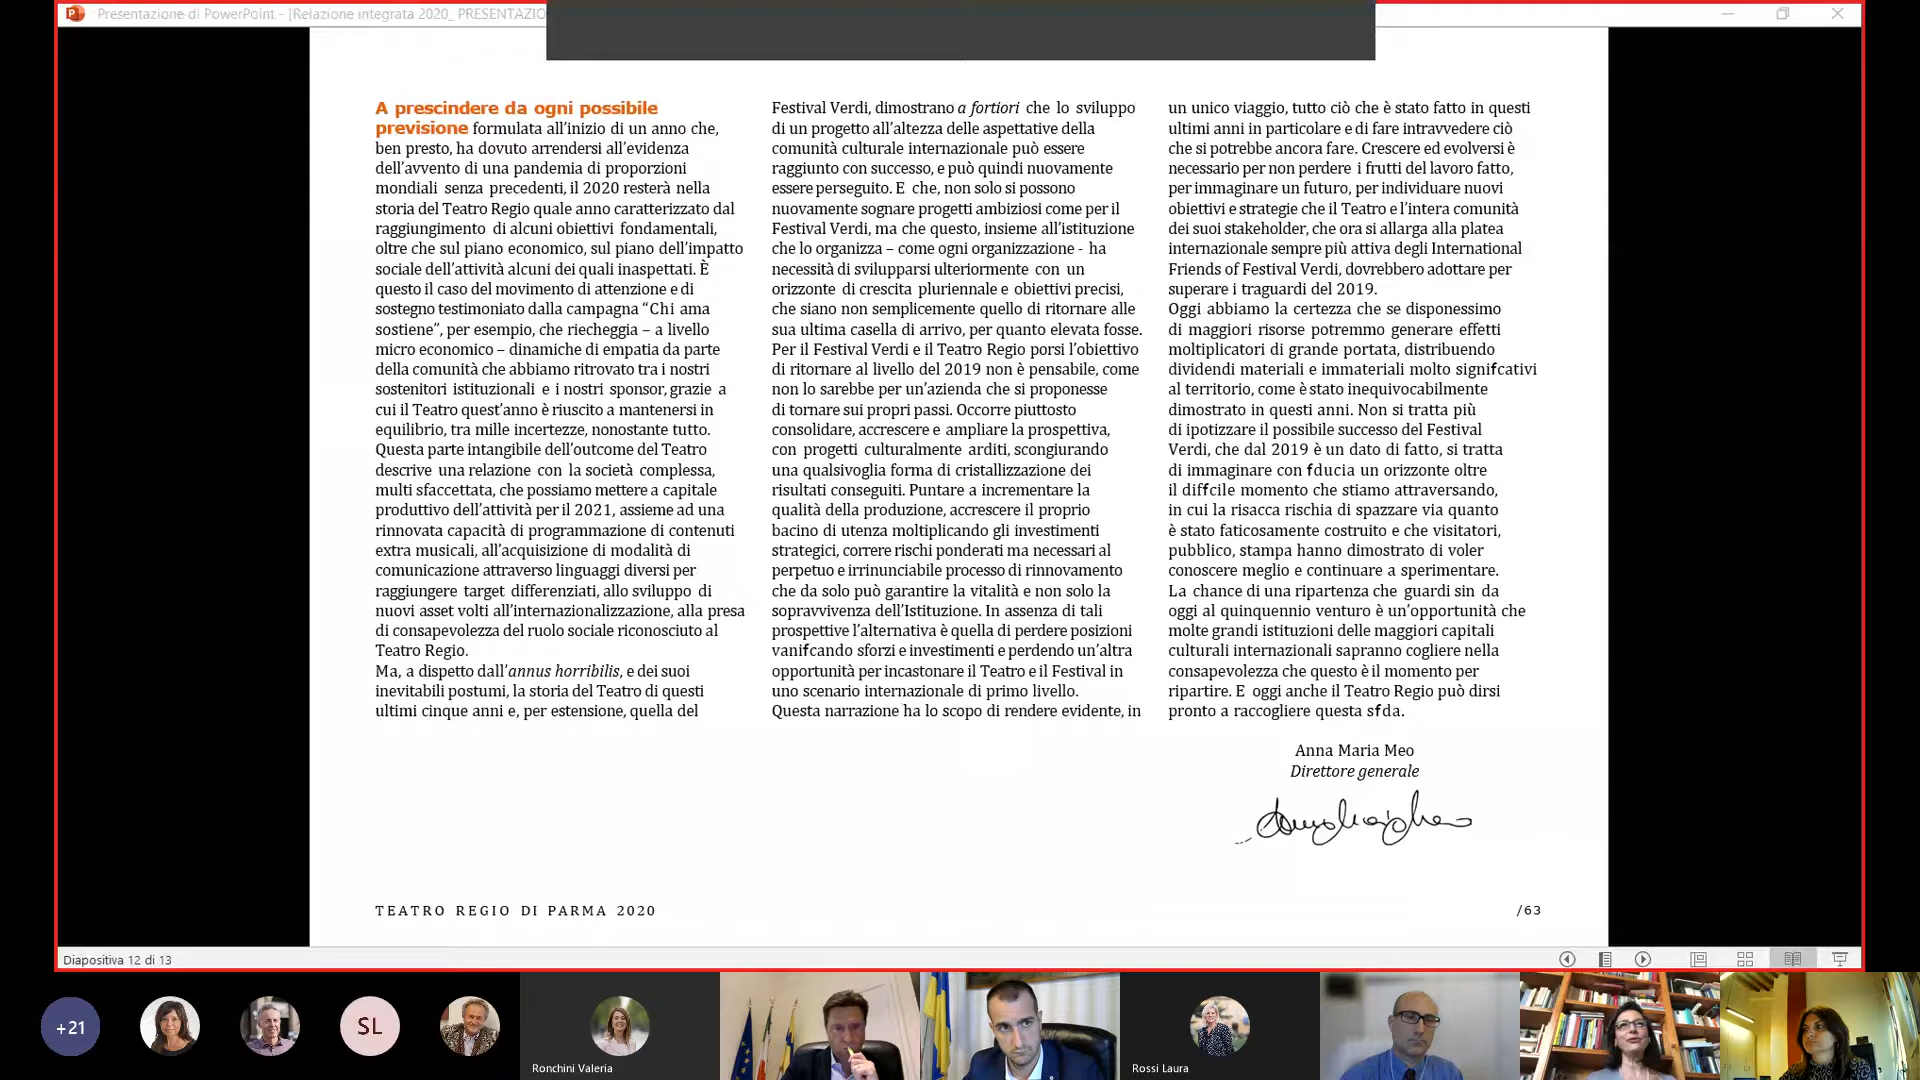 Presentazione di PowerPoint - [Relazione integrata 2020_ PRESENTAZIO
A prescindere da ogni possibile
previsione formulata all'inizio di un anno che,
ben presto, ha dovuto arrendersi all'evidenza
dell'avvento di una pandemia di proporzioni
mondiali senza precedenti, il 2020 resterà nella
storia del Teatro Regio quale anno caratterizzato dal
raggiungimento di alcuni obiettivi fondamentali,
oltre che sul piano economico, sul piano dell'impatto
sociale dell'attività alcuni dei quali inaspettati. È
questo il caso del movimento di attenzione e di
sostegno testimoniato dalla campagna “Chi ama
sostiene”, per esempio, che riecheggia – a livello
micro economico – dinamiche di empatia da parte
della comunità che abbiamo ritrovato tra i nostri
sostenitori istituzionali e i nostri sponsor, grazie a
cui il Teatro quest'anno è riuscito a mantenersi in
equilibrio, tra mille incertezze, nonostante tutto.
Questa parte intangibile dell'outcome del Teatro
descrive una relazione con la società complessa,
multi sfaccettata, che possiamo mettere a capitale
produttivo dell'attività per il 2021, assieme ad una
rinnovata capacità di programmazione di contenuti
extra musicali, all'acquisizione di modalità di
comunicazione attraverso linguaggi diversi per
raggiungere target differenziati, allo sviluppo di
nuovi asset volti all'internazionalizzazione, alla presa
di consapevolezza del ruolo sociale riconosciuto al
Teatro Regio.
Ma, a dispetto dall'annus horribilis, e dei suoi
inevitabili postumi, la storia del Teatro di questi
ultimi cinque anni e, per estensione, quella del
Festival Verdi, dimostrano a fortiori che lo sviluppo
di un progetto all'altezza delle aspettative della
comunità culturale internazionale può essere
raggiunto con successo, e può quindi nuovamente
essere perseguito. E che, non solo si possono
nuovamente sognare progetti ambiziosi come per il
Festival Verdi, ma che questo, insieme all'istituzione
che lo organizza – come ogni organizzazione - ha
necessità di svilupparsi ulteriormente con un
orizzonte di crescita pluriennale e obiettivi precisi,
che siano non semplicemente quello di ritornare alle
sua ultima casella di arrivo, per quanto elevata fosse.
Per il Festival Verdi e il Teatro Regio porsi l'obiettivo
di ritornare al livello del 2019 non è pensabile, come
non lo sarebbe per un'azienda che si proponesse
di tornare sui propri passi. Occorre piuttosto
consolidare, accrescere e ampliare la prospettiva,
con progetti culturalmente arditi, scongiurando
una qualsivoglia forma di cristallizzazione dei
risultati conseguiti. Puntare a incrementare la
qualità della produzione, accrescere il proprio
bacino di utenza moltiplicando gli investimenti
strategici, correre rischi ponderati ma necessari al
perpetuo e irrinunciabile processo di rinnovamento
che da solo può garantire la vitalità e non solo la
sopravvivenza dell'Istituzione. In assenza di tali
prospettive l'alternativa è quella di perdere posizioni
vanifcando sforzi e investimenti e perdendo un'altra
opportunità per incastonare il Teatro e il Festival in
uno scenario internazionale di primo livello.
Questa narrazione ha lo scopo di rendere evidente, in
un unico viaggio, tutto ciò che è stato fatto in questi
ultimi anni in particolare e di fare intravvedere ciò
che si potrebbe ancora fare. Crescere ed evolversi è
necessario per non perdere i frutti del lavoro fatto,
per immaginare un futuro, per individuare nuovi
obiettivi e strategie che il Teatro e l'intera comunità
dei suoi stakeholder, che ora si allarga alla platea
internazionale sempre più attiva degli International
Friends of Festival Verdi, dovrebbero adottare per
superare i traguardi del 2019.
Oggi abbiamo la certezza che se disponessimo
di maggiori risorse potremmo generare effetti
moltiplicatori di grande portata, distribuendo
dividendi materiali e immateriali molto signifcativi
al territorio, come è stato inequivocabilmente
dimostrato in questi anni. Non si tratta più
di ipotizzare il possibile successo del Festival
Verdi, che dal 2019 è un dato di fatto, si tratta
di immaginare con fducia un orizzonte oltre
il diffcile momento che stiamo attraversando,
in cui la risacca rischia di spazzare via quanto
è stato faticosamente costruito e che visitatori,
pubblico, stampa hanno dimostrato di voler
conoscere meglio e continuare a sperimentare.
La chance di una ripartenza che guardi sin da
oggi al quinquennio venturo è un'opportunità che
molte grandi istituzioni delle maggiori capitali
culturali internazionali sapranno cogliere nella
consapevolezza che questo è il momento per
ripartire. E oggi anche il Teatro Regio può dirsi
pronto a raccogliere questa sfda.
Anna Maria Meo
Direttore generale
TEATRO REGIO DI PARMA 2020
/63
Diapositiva 12 di 13
+21
SL
Ronchini Valeria
Rossi Laura